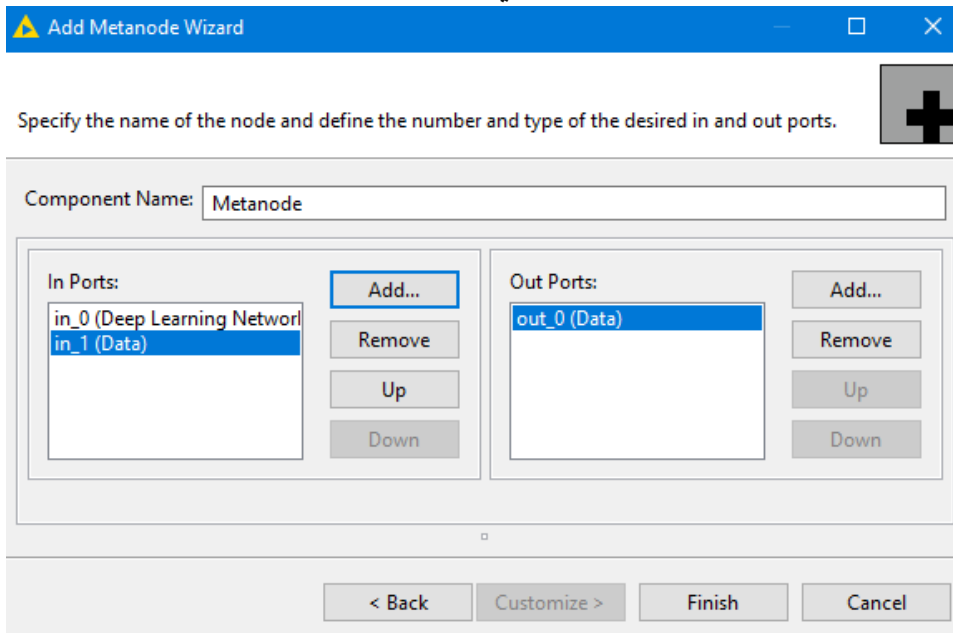 Add Metanode Wizard
Specify the name of the node and define the number and type of the desired in and out ports.
Component Name: Metanode
In Ports:
in_0 (Deep Learning Networl
in_1 (Data)
Add...
Remove
Up
Down
Out Ports:
out_0 (Data)
Add...
Remove
Up
Down
< Back Customize > Finish Cancel